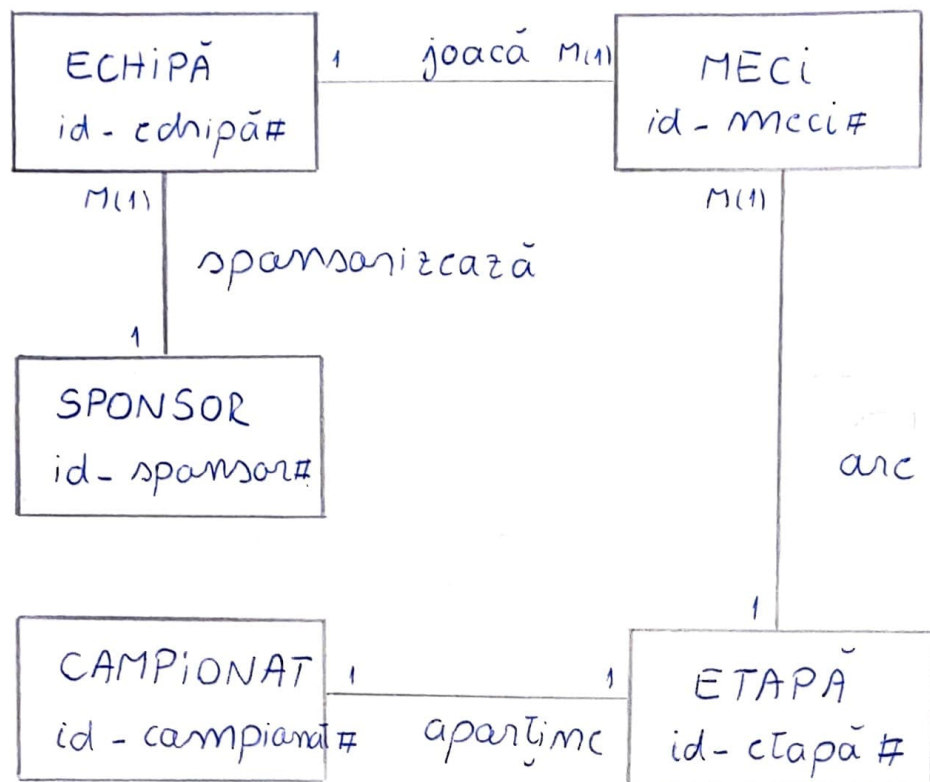 ECHIPĂ
id-echipă#
1 joacă M(1)
MECI
id-meci#
M(1)
sponsorizează
1
SPONSOR
id-sponsor#
M(1)
are
1
CAMPIONAT
id-campionat#
1 aparține 1
ETAPĂ
id-etapă#